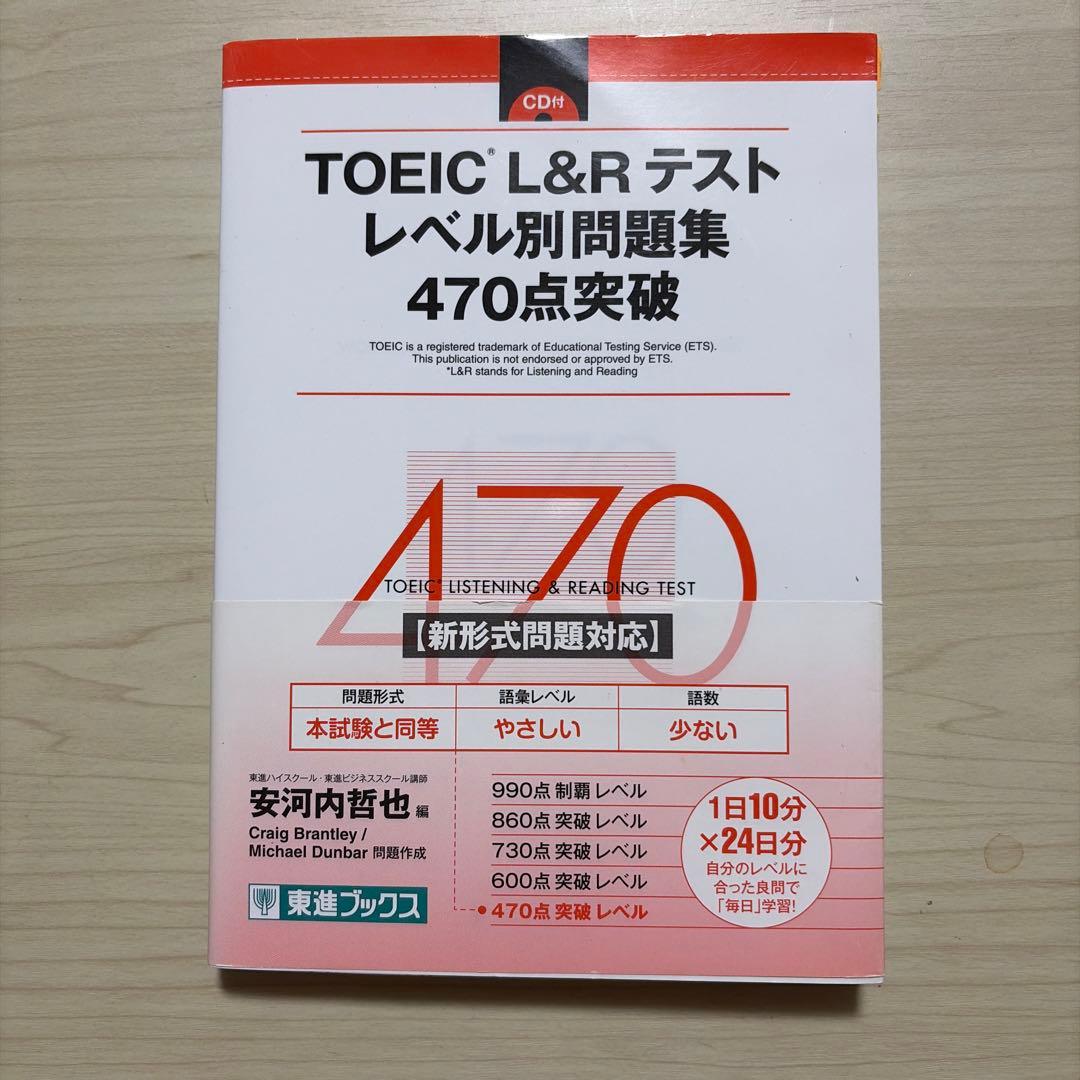 CD付
TOEIC® L&R テスト
レベル別問題集
470点突破
TOEIC is a registered trademark of Educational Testing Service (ETS).
This publication is not endorsed or approved by ETS.
*L&R stands for Listening and Reading
470
TOEIC® LISTENING & READING TEST
【新形式問題対応】
問題形式 語彙レベル 語数
本試験と同等 やさしい 少ない
東進ハイスクール・東進ビジネススクール講師
安河内哲也 編
Craig Brantley /
Michael Dunbar 問題作成
東進ブックス
990点 制覇 レベル
860点 突破 レベル
730点 突破 レベル
600点 突破 レベル
470点 突破 レベル
1日10分
×24日分
自分のレベルに
合った良問で
「毎日」学習!